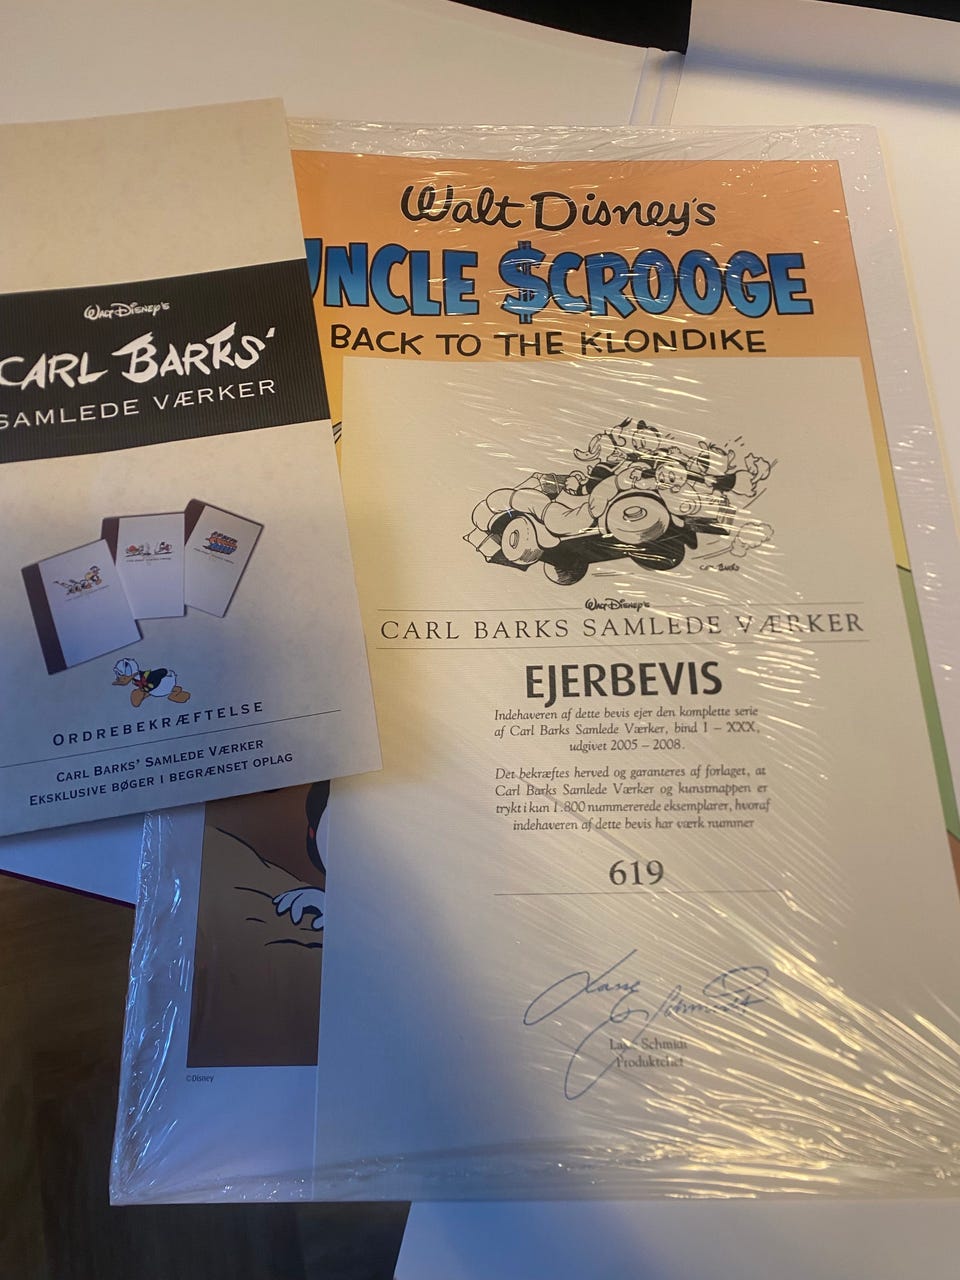 Walt Disney's
CARL BARKS'
SAMLEDE VÆRKER
ORDREBEKRÆFTELSE
CARL BARKS' SAMLEDE VÆRKER
EKSKLUSIVE BØGER I BEGRÆNSET OPLAG
Walt Disney's
UNCLE $CROOGE
BACK TO THE KLONDIKE
CARL BARKS
Walt Disney's
CARL BARKS SAMLEDE VÆRKER
EJERBEVIS
Indehaveren af dette bevis ejer den komplette serie
af Carl Barks Samlede Værker, bind I – XXX,
udgivet 2005 – 2008.
Det bekræftes herved og garanteres af forlaget, at
Carl Barks Samlede Værker og kunstmappen er
trykt i kun 1.800 nummererede eksemplarer, hvoraf
indehaveren af dette bevis har værk nummer
619
Schmidt
Produktchef
©Disney